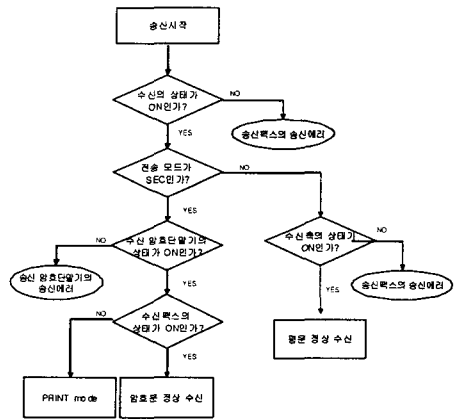 송신시작
수신의 상태가
ON인가?
NO
송신팩스의 송신에러
YES
전송 모드가
SEC인가?
NO
YES
수신 암호단말기의
상태가 ON인가?
NO
송신 암호단말기의
송신에러
수신측의 상태가
ON인가?
NO
송신팩스의 송신에러
YES
YES
수신팩스의
상태가 ON인가?
NO
YES
평문 정상 수신
PRINT mode
암호문 정상 수신